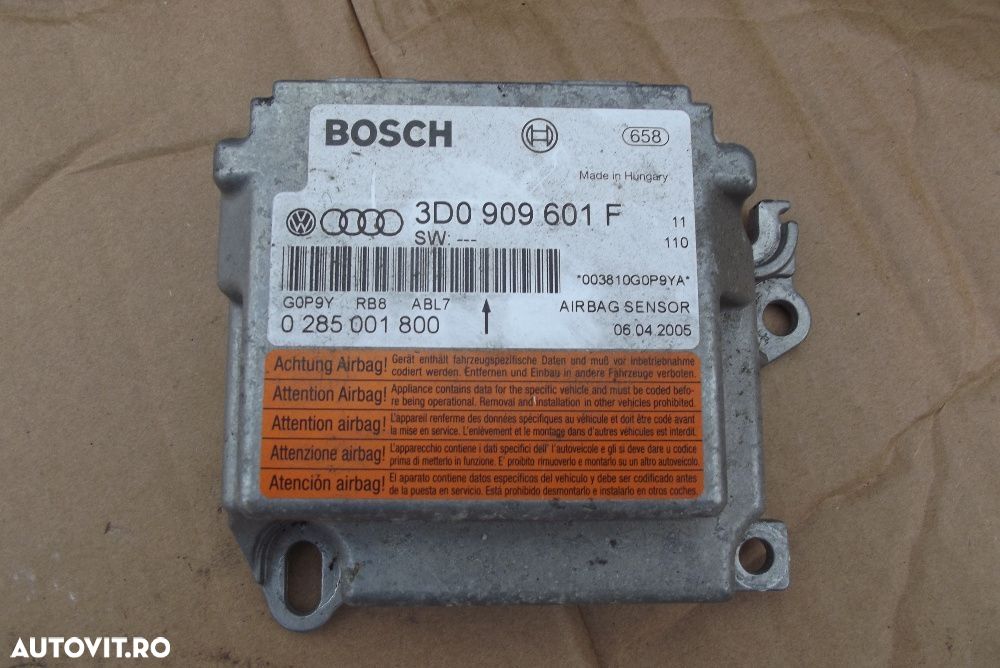 BOSCH
658
Made in Hungary
3D0 909 601 F
11
SW: ---
110
*003810G0P9YA*
G0P9Y RB8 ABL7
AIRBAG SENSOR
0 285 001 800
06.04.2005
Achtung Airbag! Gerät enthält fahrzeugspezifische Daten und muß vor Inbetriebnahme
codiert werden. Entfernen und Einbau in andere Fahrzeuge verboten.
Attention Airbag! Appliance contains data for the specific vehicle and must be coded befo-
re being operational. Removal and installation in other vehicles prohibited.
Attention airbag! L'appareil renferme des données spécifiques au véhicule et doit être codé avant
la mise en service. L'enlèvement et le montage dans d'autres véhicules est interdit.
Attenzione airbag! L'apparecchio contiene i dati specifici dell' l'autoveicolo e gli si deve dare u codice
prima di metterlo in funzione. E' proibito rimuoverlo e montarlo su un altro autoveicolo.
Atención airbag! El aparato contiene datos específicos del vehículo y debe ser codificado antes
de la puesta en servicio. Está prohibido desmontarlo e instalarlo en otros coches.
AUTOVIT.RO
AUTOVIT.RO